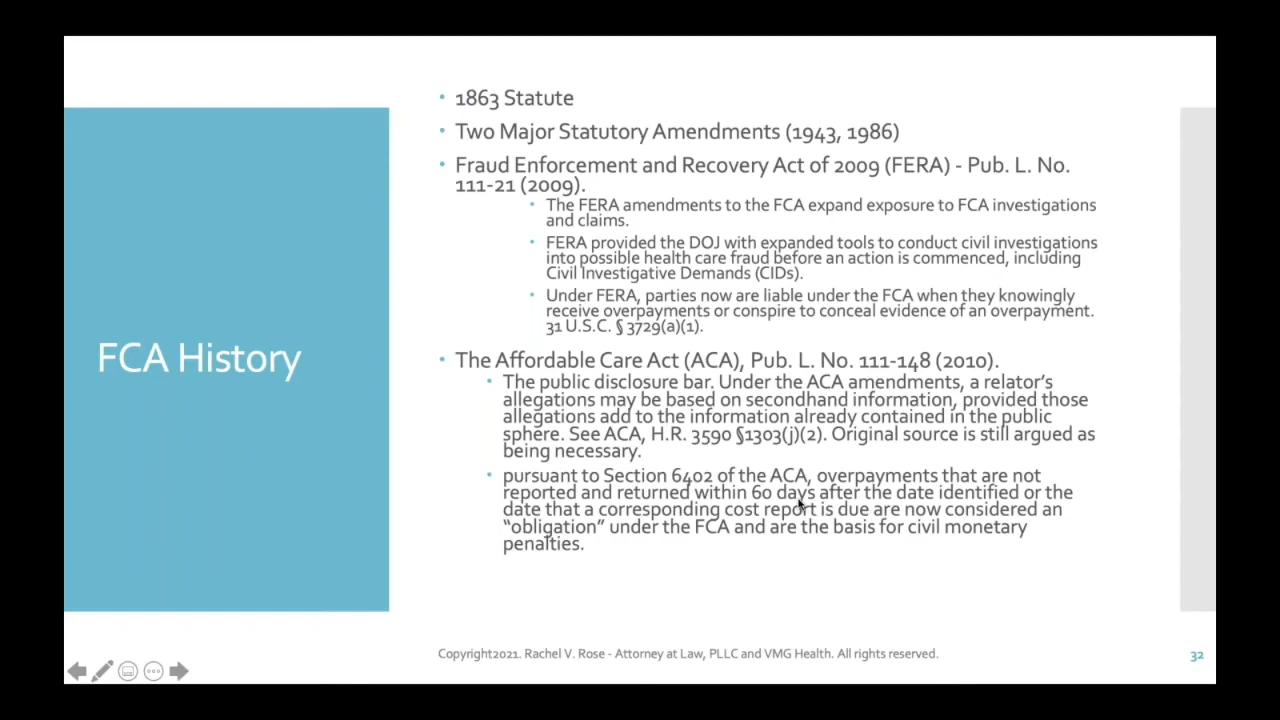 FCA History
1863 Statute
Two Major Statutory Amendments (1943, 1986)
Fraud Enforcement and Recovery Act of 2009 (FERA) - Pub. L. No.
111-21 (2009).
The FERA amendments to the FCA expand exposure to FCA investigations
and claims.
FERA provided the DOJ with expanded tools to conduct civil investigations
into possible health care fraud before an action is commenced, including
Civil Investigative Demands (CIDs).
Under FERA, parties now are liable under the FCA when they knowingly
receive overpayments or conspire to conceal evidence of an overpayment.
31 U.S.C. § 3729(a)(1).
The Affordable Care Act (ACA), Pub. L. No. 111-148 (2010).
The public disclosure bar. Under the ACA amendments, a relator's
allegations may be based on secondhand information, provided those
allegations add to the information already contained in the public
sphere. See ACA, H.R. 3590 §1303(j)(2). Original source is still argued as
being necessary.
pursuant to Section 6402 of the ACA, overpayments that are not
reported and returned within 60 days after the date identified or the
date that a corresponding cost report is due are now considered an
“obligation” under the FCA and are the basis for civil monetary
penalties.
Copyright2021. Rachel V. Rose - Attorney at Law, PLLC and VMG Health. All rights reserved.
32